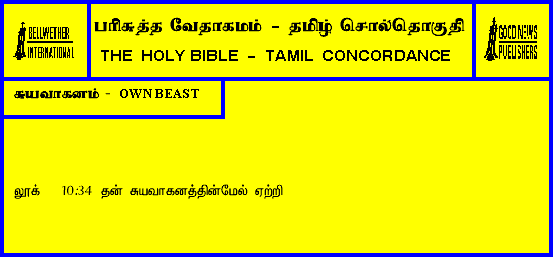 BELLWETHER
INTERNATIONAL
பரிசுத்த வேதாகமம் - தமிழ் சொல்தொகுதி
THE HOLY BIBLE - TAMIL CONCORDANCE
GOOD NEWS
PUBLISHERS
சுயவாகனம் - OWN BEAST
லூக் 10:34 தன் சுயவாகனத்தின்மேல் ஏற்றி